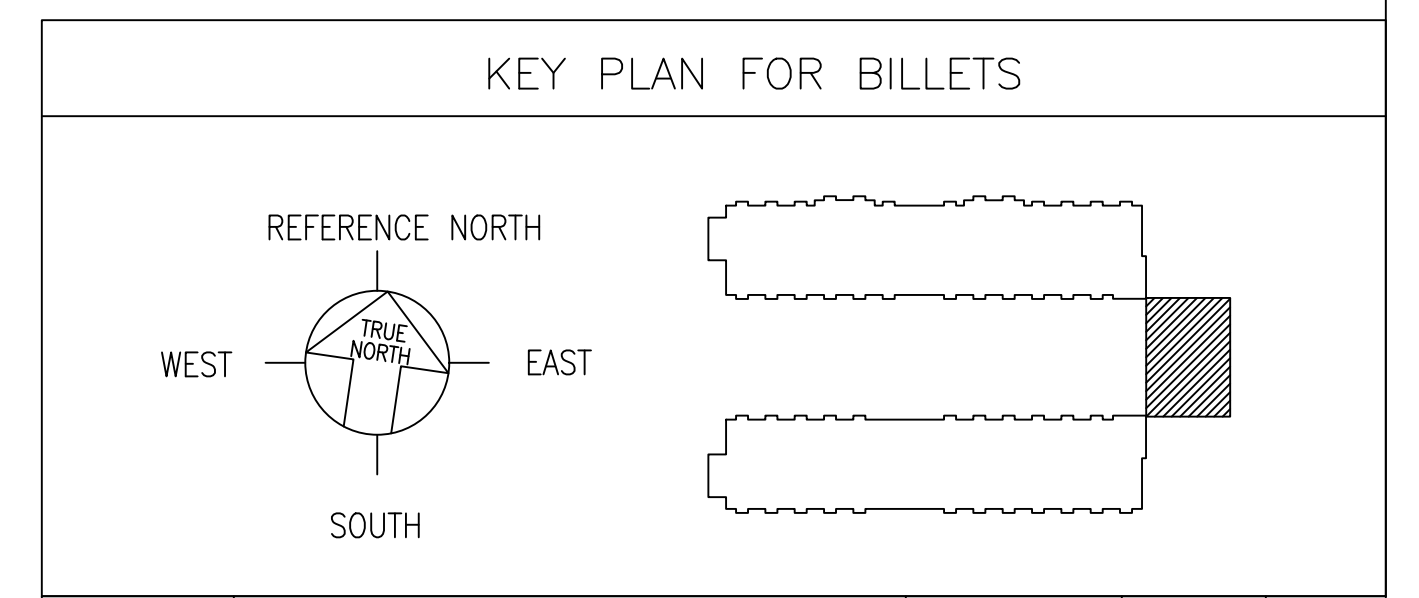 KEY PLAN FOR BILLETS
REFERENCE NORTH
TRUE
NORTH
WEST
EAST
SOUTH